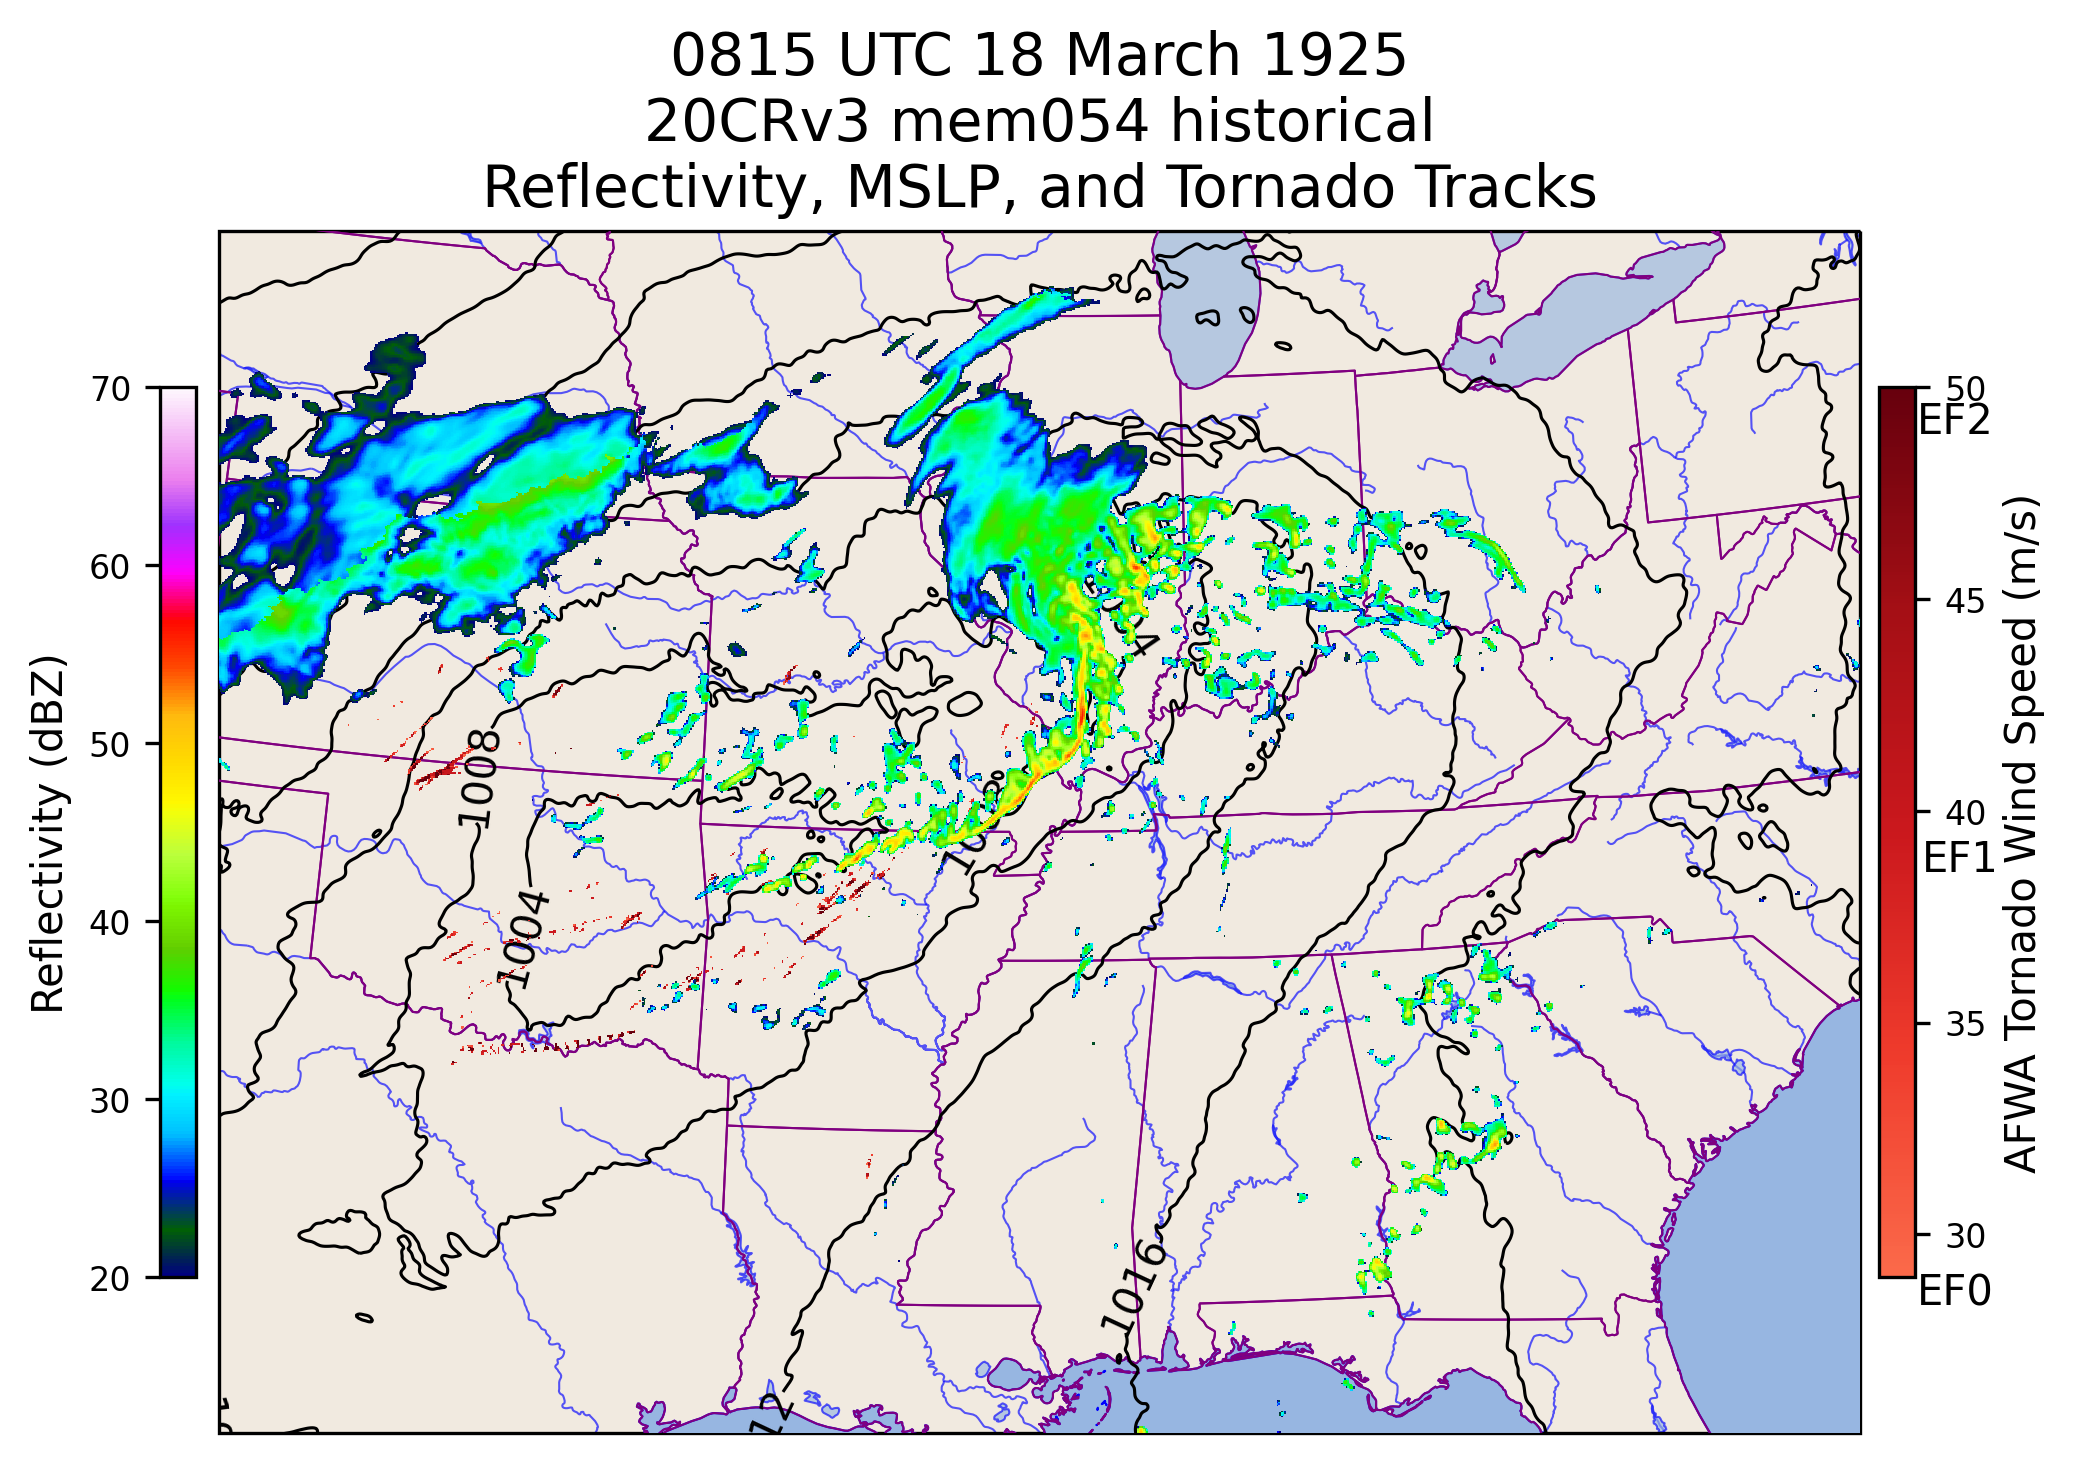 0815 UTC 18 March 1925
20CRv3 mem054 historical
Reflectivity, MSLP, and Tornado Tracks
70
60
50
40
30
20
Reflectivity (dBZ)
1008
1004
1016
12
50
EF2
45
40
EF1
35
30
EF0
AFWA Tornado Wind Speed (m/s)